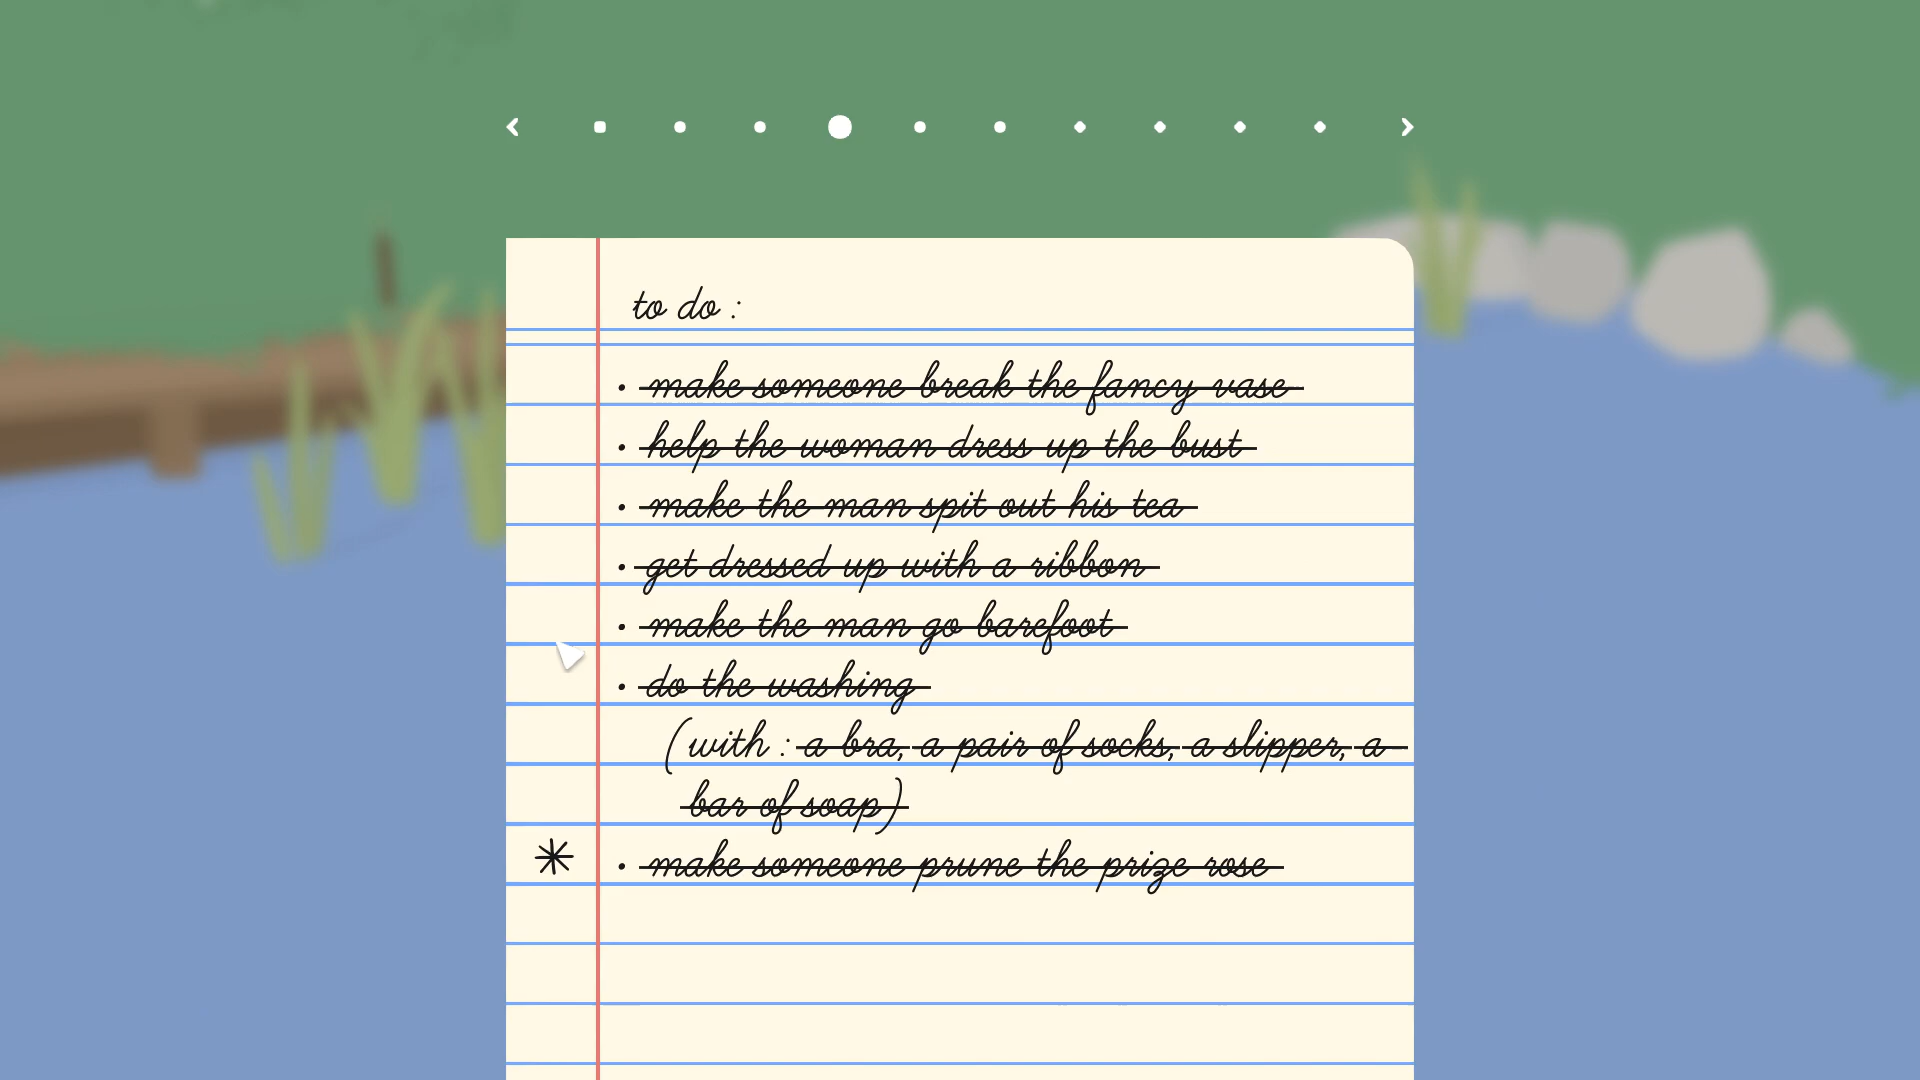 to do :
• make someone break the fancy vase
• help the woman dress up the bust
• make the man spit out his tea
• get dressed up with a ribbon
• make the man go barefoot
• do the washing
(with : a bra, a pair of socks, a slipper, a
bar of soap)
* • make someone prune the prize rose